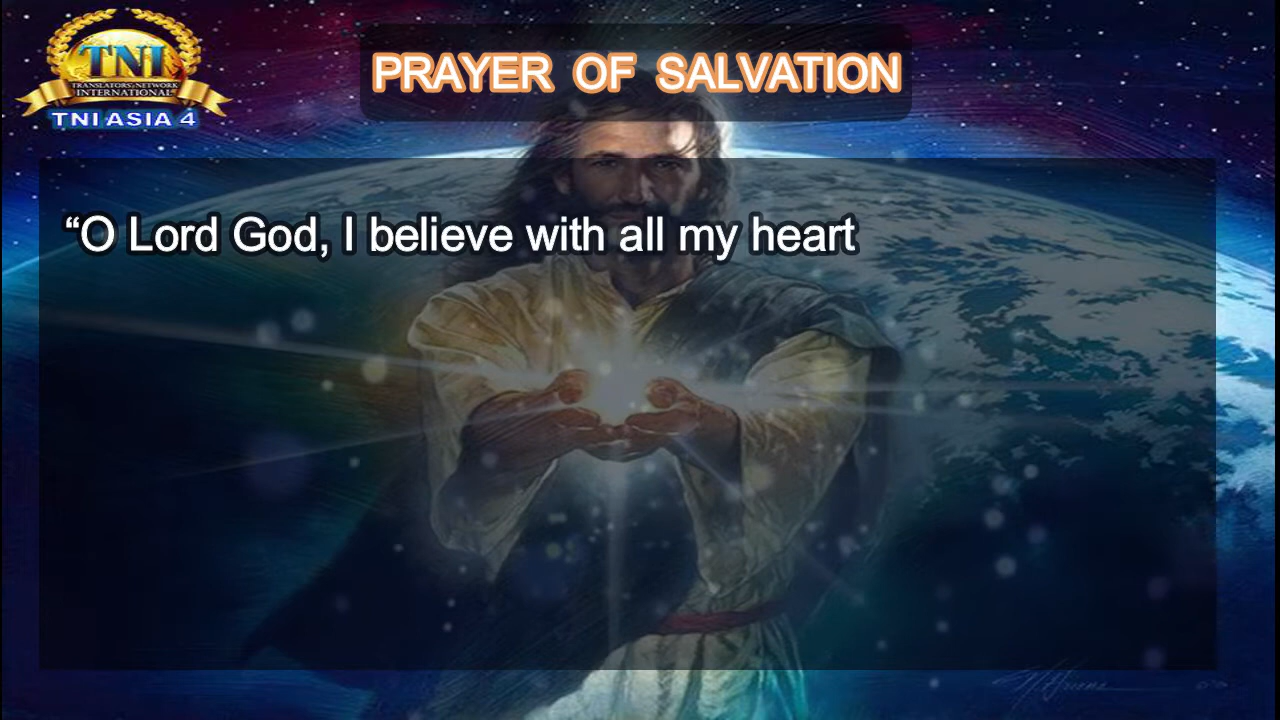 TNI
TRANSLATORS NETWORK
INTERNATIONAL
TNI ASIA 4
PRAYER OF SALVATION
“O Lord God, I believe with all my heart